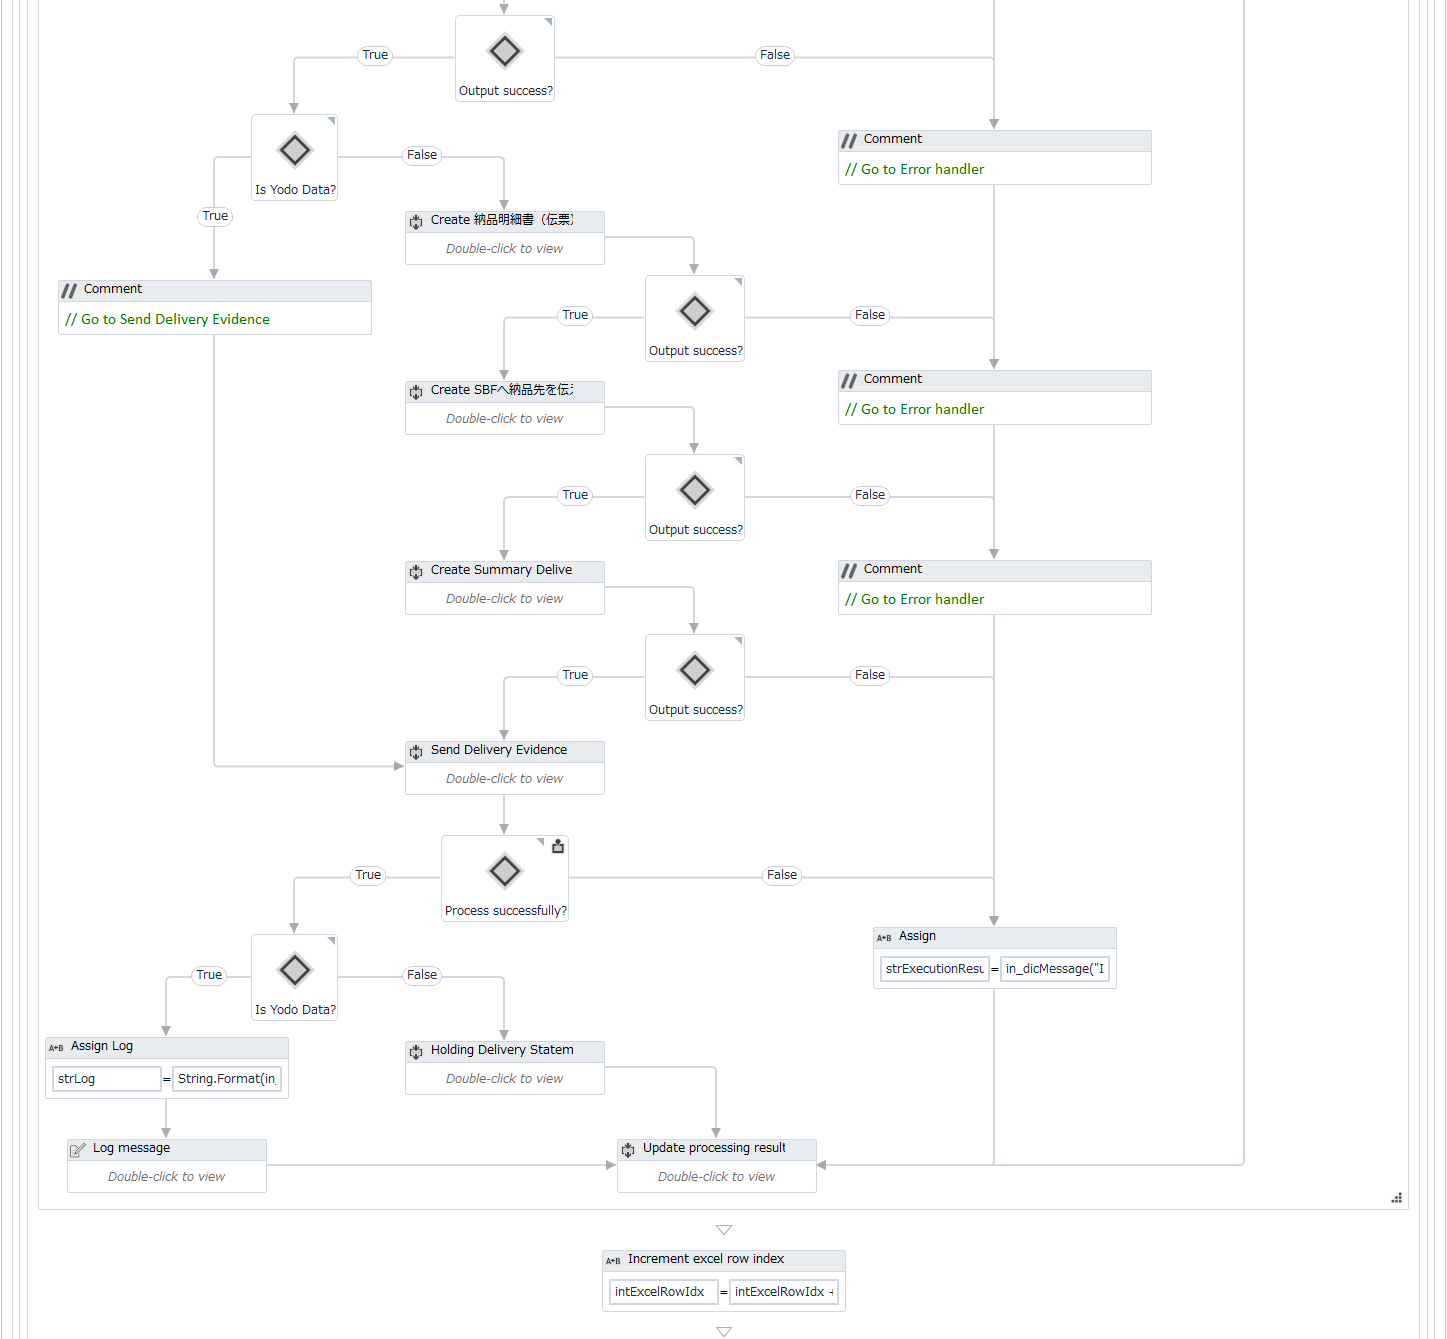 Output success?
True
False
Is Yodo Data?
True
False
Comment
// Go to Error handler
Create 納品明細書（伝票）
Double-click to view
Comment
// Go to Send Delivery Evidence
Output success?
True
False
Create SBFへ納品先を伝
Double-click to view
Comment
// Go to Error handler
Output success?
True
False
Create Summary Delive
Double-click to view
Comment
// Go to Error handler
Output success?
True
False
Send Delivery Evidence
Double-click to view
Process successfully?
True
False
Is Yodo Data?
True
False
Assign
strExecutionResu = in_dicMessage("I
Assign Log
strLog = String.Format(in_
Holding Delivery Statem
Double-click to view
Log message
Double-click to view
Update processing result
Double-click to view
Increment excel row index
intExcelRowIdx = intExcelRowIdx +